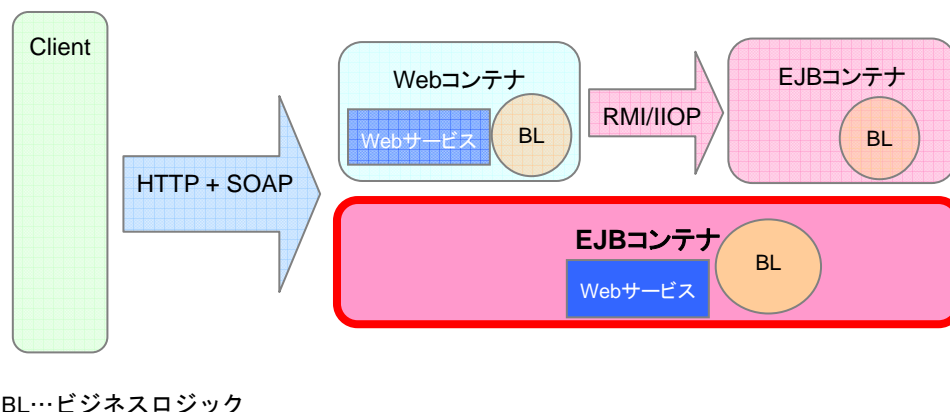 Client
HTTP + SOAP
Webコンテナ
Webサービス
BL
RMI/IIOP
EJBコンテナ
BL
EJBコンテナ
Webサービス
BL
BL…ビジネスロジック